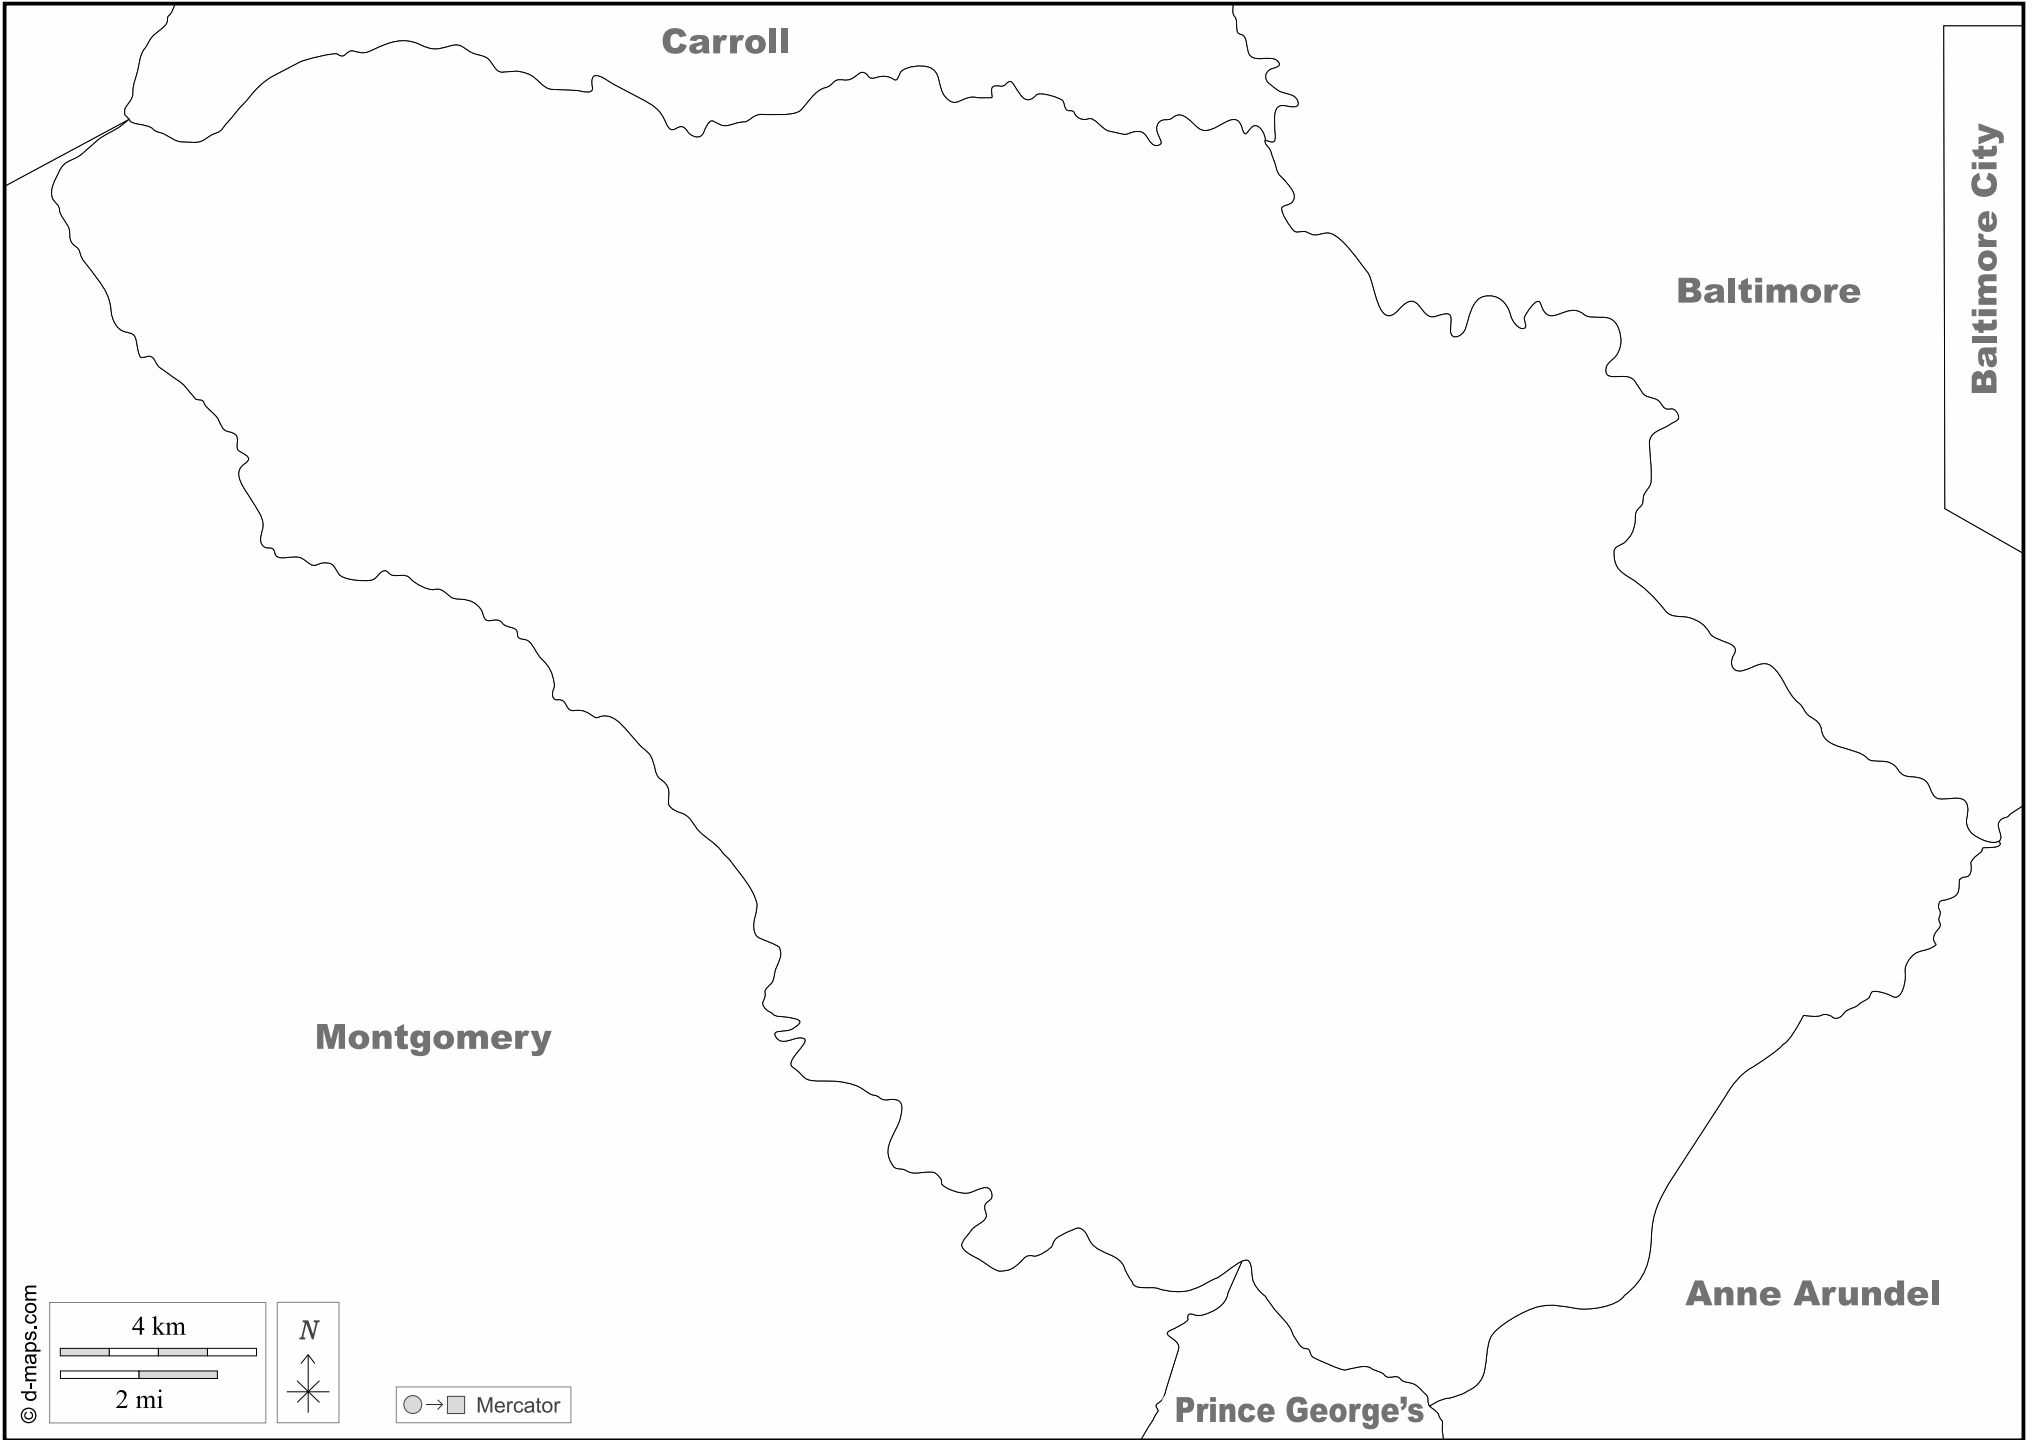 Carroll
Baltimore City
Baltimore
Montgomery
Anne Arundel
Prince George’s
© d-maps.com
4 km
2 mi
N
Mercator